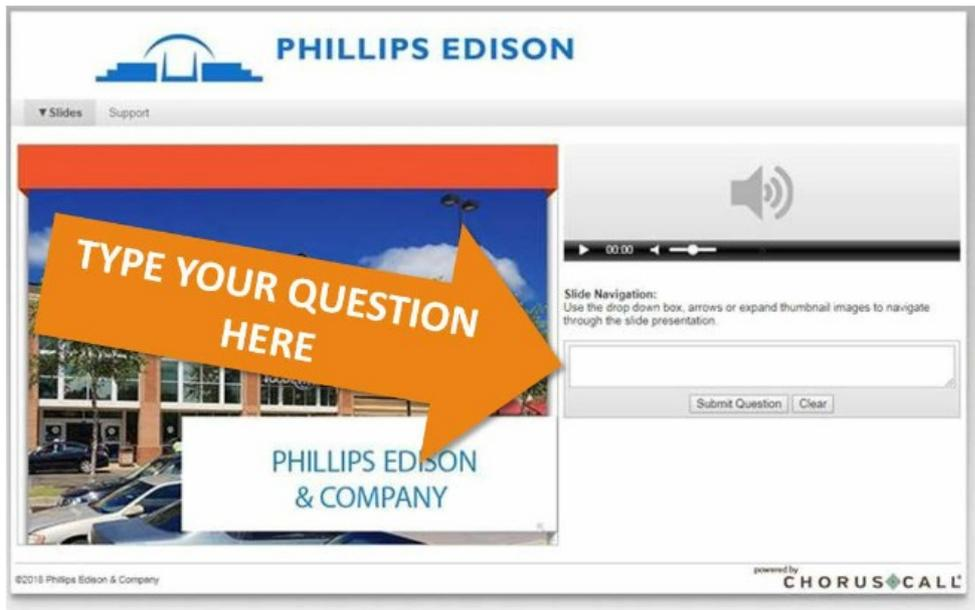 PHILLIPS EDISON
▼ Slides Support
TYPE YOUR QUESTION
HERE
00:00
Slide Navigation:
Use the drop down box, arrows or expand thumbnail images to navigate
through the slide presentation.
Submit Question Clear
PHILLIPS EDISON
& COMPANY
©2018 Phillips Edison & Company
powered by
CHORUS CALL